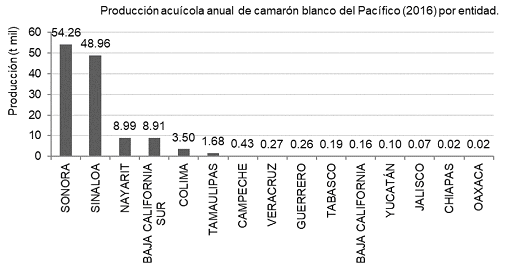 Producción acuícola anual de camarón blanco del Pacífico (2016) por entidad.
Producción (t mil)
60
50
40
30
20
10
0
54.26
48.96
8.99
8.91
3.50
1.68
0.43
0.27
0.26
0.19
0.16
0.10
0.07
0.02
0.02
SONORA
SINALOA
NAYARIT
BAJA CALIFORNIA
SUR
COLIMA
TAMAULIPAS
CAMPECHE
VERACRUZ
GUERRERO
TABASCO
BAJA CALIFORNIA
YUCATÁN
JALISCO
CHIAPAS
OAXACA